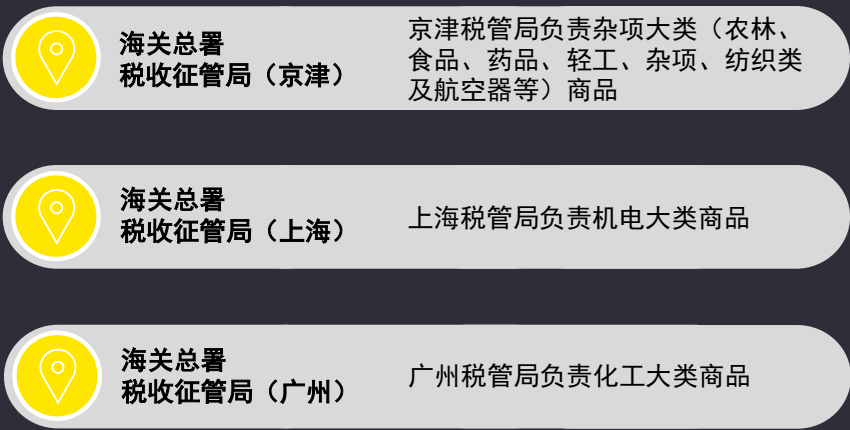 海关总署
税收征管局（京津）
京津税管局负责杂项大类（农林、
食品、药品、轻工、杂项、纺织类
及航空器等）商品
海关总署
税收征管局（上海）
上海税管局负责机电大类商品
海关总署
税收征管局（广州）
广州税管局负责化工大类商品